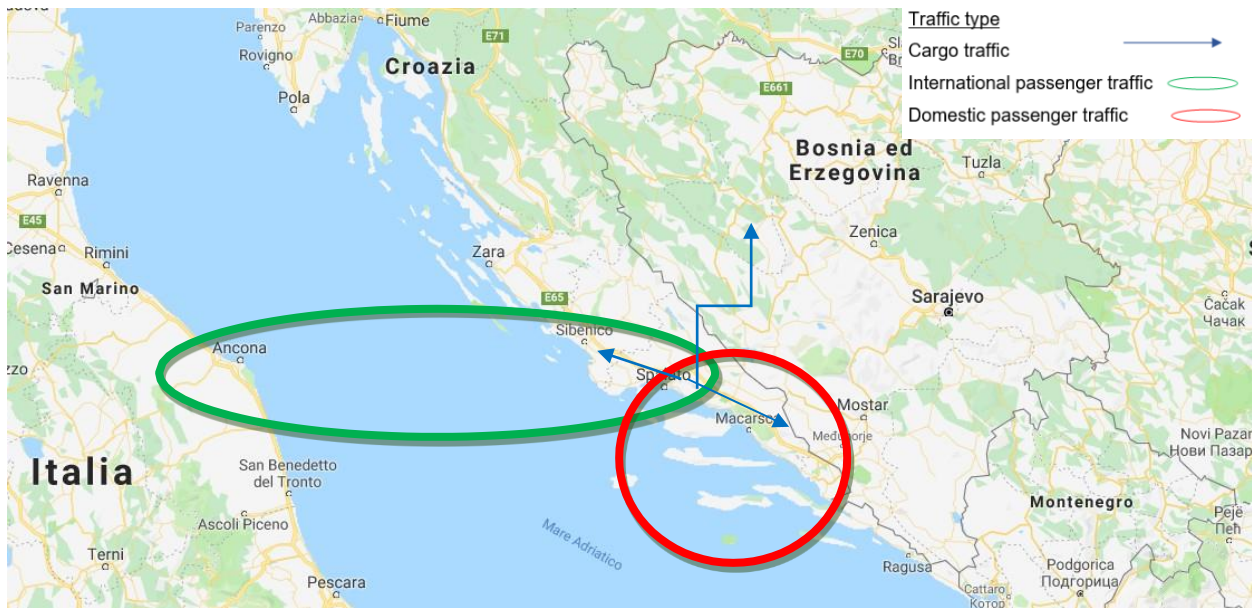 Abbazia
Fiume
Parenzo
Rovigno
E71
Croazia
Pola
Traffic type
Cargo traffic
International passenger traffic
Domestic passenger traffic
E70
E661
Bosnia ed
Erzegovina
Tuzla
Ravenna
E45
Cesena
Rimini
San Marino
Zara
Zenica
E65
Sarajevo
Čačak
Чачак
Sibenico
Ancona
Macarsca
Mostar
Međugorje
Novi Pazar
Нови Пазар
Italia
San Benedetto
del Tronto
Ascoli Piceno
Montenegro
Pejë
Terni
Mare Adriatico
Pescara
Ragusa
Podgorica
Подгорица
Cattaro
Котор